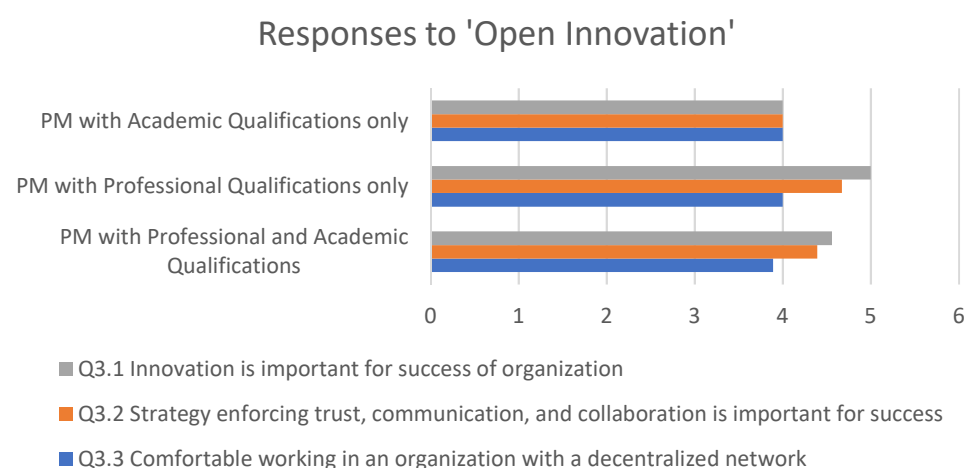 Responses to 'Open Innovation'
PM with Academic Qualifications only
PM with Professional Qualifications only
PM with Professional and Academic
Qualifications
0 1 2 3 4 5 6
Q3.1 Innovation is important for success of organization
Q3.2 Strategy enforcing trust, communication, and collaboration is important for success
Q3.3 Comfortable working in an organization with a decentralized network